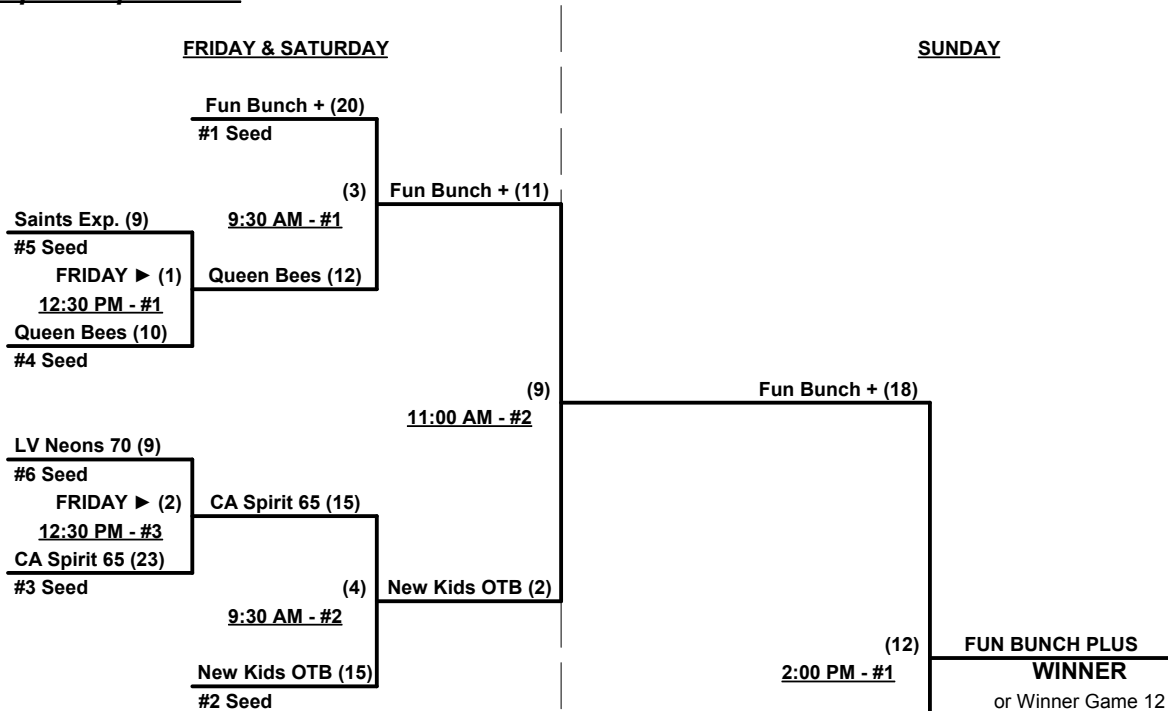 FRIDAY & SATURDAY
SUNDAY
Fun Bunch + (20)
#1 Seed
(3)
Fun Bunch + (11)
Saints Exp. (9)
9:30 AM - #1
#5 Seed
FRIDAY ► (1)
Queen Bees (12)
12:30 PM - #1
Queen Bees (10)
#4 Seed
(9)
Fun Bunch + (18)
11:00 AM - #2
LV Neons 70 (9)
#6 Seed
FRIDAY ► (2)
CA Spirit 65 (15)
12:30 PM - #3
CA Spirit 65 (23)
#3 Seed
(4)
New Kids OTB (2)
9:30 AM - #2
(12)
FUN BUNCH PLUS
New Kids OTB (15)
2:00 PM - #1
WINNER
#2 Seed
or Winner Game 12